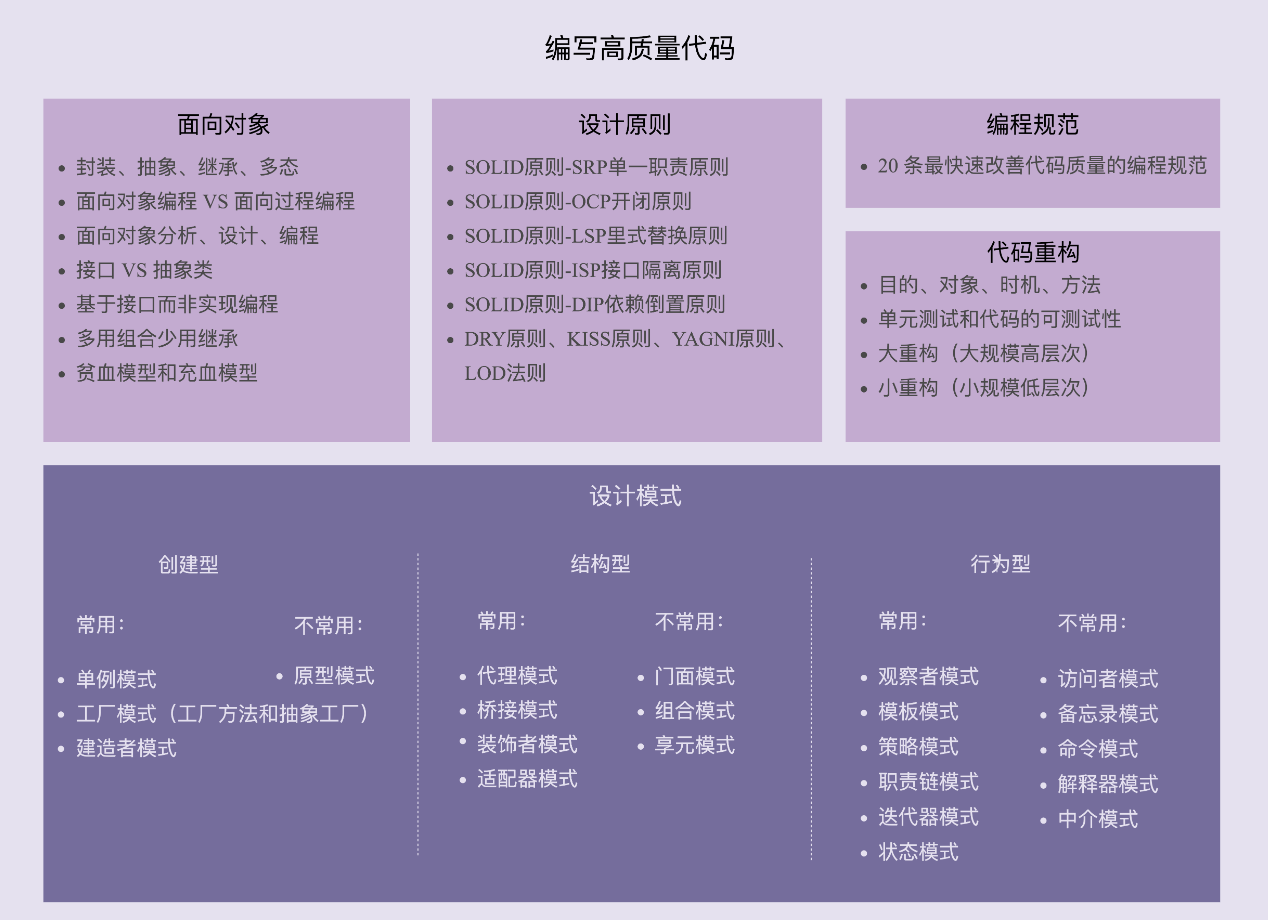 编写高质量代码
面向对象
封装、抽象、继承、多态
面向对象编程 VS 面向过程编程
面向对象分析、设计、编程
接口 VS 抽象类
基于接口而非实现编程
多用组合少用继承
贫血模型和充血模型
设计原则
SOLID原则-SRP单一职责原则
SOLID原则-OCP开闭原则
SOLID原则-LSP里式替换原则
SOLID原则-ISP接口隔离原则
SOLID原则-DIP依赖倒置原则
DRY原则、KISS原则、YAGNI原则、
LOD法则
编程规范
20 条最快速改善代码质量的编程规范
代码重构
目的、对象、时机、方法
单元测试和代码的可测试性
大重构（大规模高层次）
小重构（小规模低层次）
设计模式
创建型
常用：
单例模式
工厂模式（工厂方法和抽象工厂）
建造者模式
不常用：
原型模式
结构型
常用：
代理模式
桥接模式
装饰者模式
适配器模式
不常用：
门面模式
组合模式
享元模式
行为型
常用：
观察者模式
模板模式
策略模式
职责链模式
迭代器模式
状态模式
不常用：
访问者模式
备忘录模式
命令模式
解释器模式
中介模式